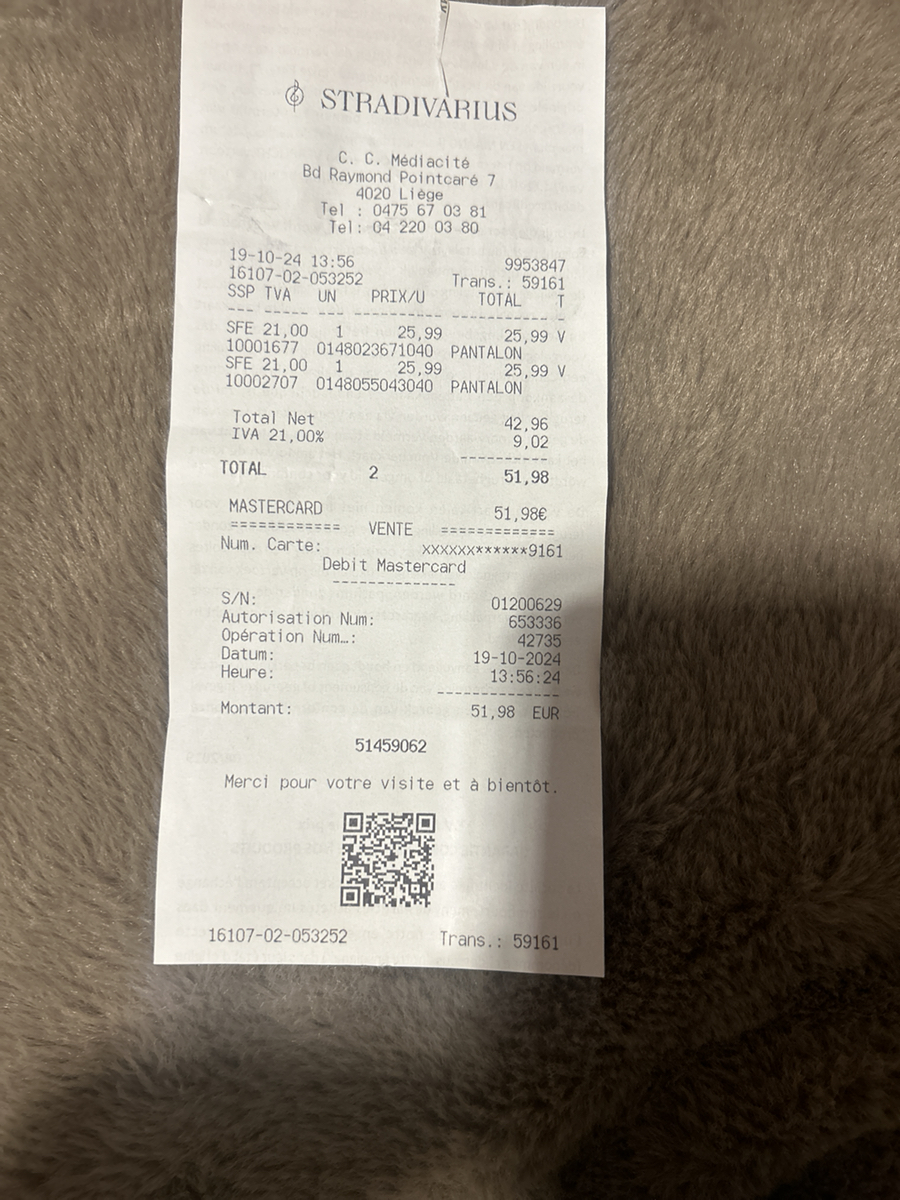 STRADIVARIUS
C. C. Médiacité
Bd Raymond Pointcaré 7
4020 Liège
Tel : 0475 67 03 81
Tel: 04 220 03 80
19-10-24 13:56 9953847
16107-02-053252 Trans.: 59161
SSP TVA UN PRIX/U TOTAL T
--- ----- --- --------- ------------ -
SFE 21,00 1 25,99 25,99 V
10001677 0148023671040 PANTALON
SFE 21,00 1 25,99 25,99 V
10002707 0148055043040 PANTALON
Total Net 42,96
IVA 21,00% 9,02
------------
TOTAL 2 51,98
MASTERCARD 51,98€
============ VENTE =============
Num. Carte: XXXXXX******9161
Debit Mastercard
--------------
S/N: 01200629
Autorisation Num: 653336
Opération Num…: 42735
Datum: 19-10-2024
Heure: 13:56:24
--------------
Montant: 51,98 EUR
51459062
Merci pour votre visite et à bientôt.
16107-02-053252 Trans.: 59161